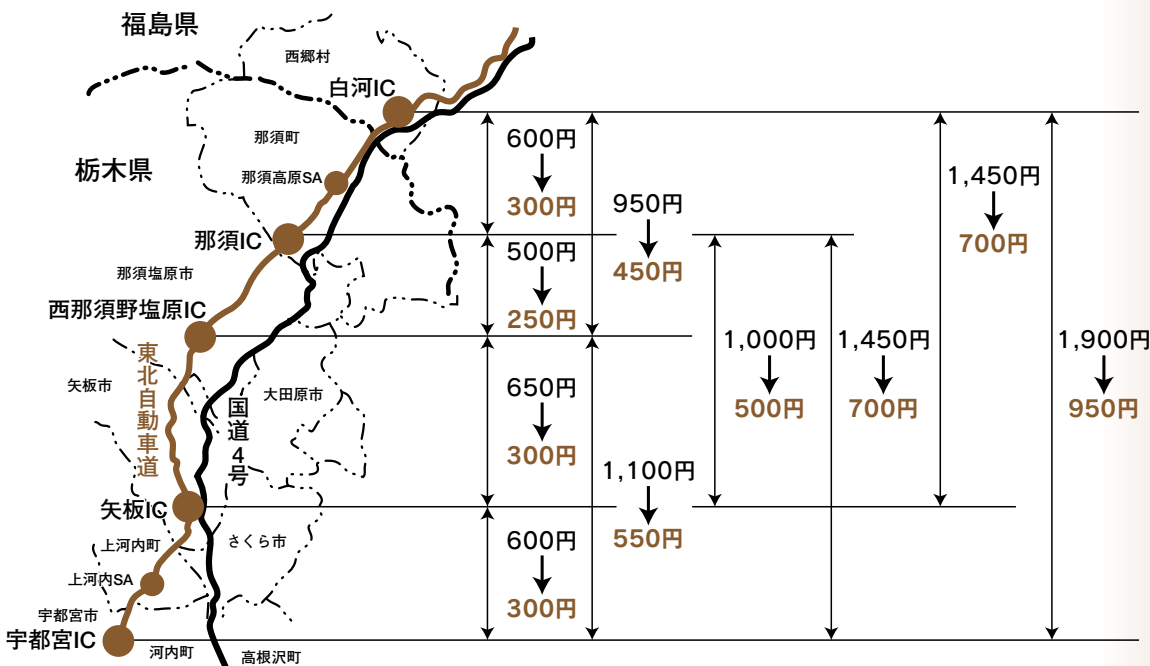 福島県
西郷村
白河IC
那須町
栃木県
那須高原SA
那須IC
那須塩原市
西那須野塩原IC
東北自動車道
矢板市
国道4号
大田原市
矢板IC
上河内町
さくら市
上河内SA
宇都宮市
宇都宮IC
河内町
高根沢町
600円
300円
500円
250円
650円
300円
600円
300円
950円
450円
1,100円
550円
1,000円
500円
1,450円
700円
1,450円
700円
1,900円
950円